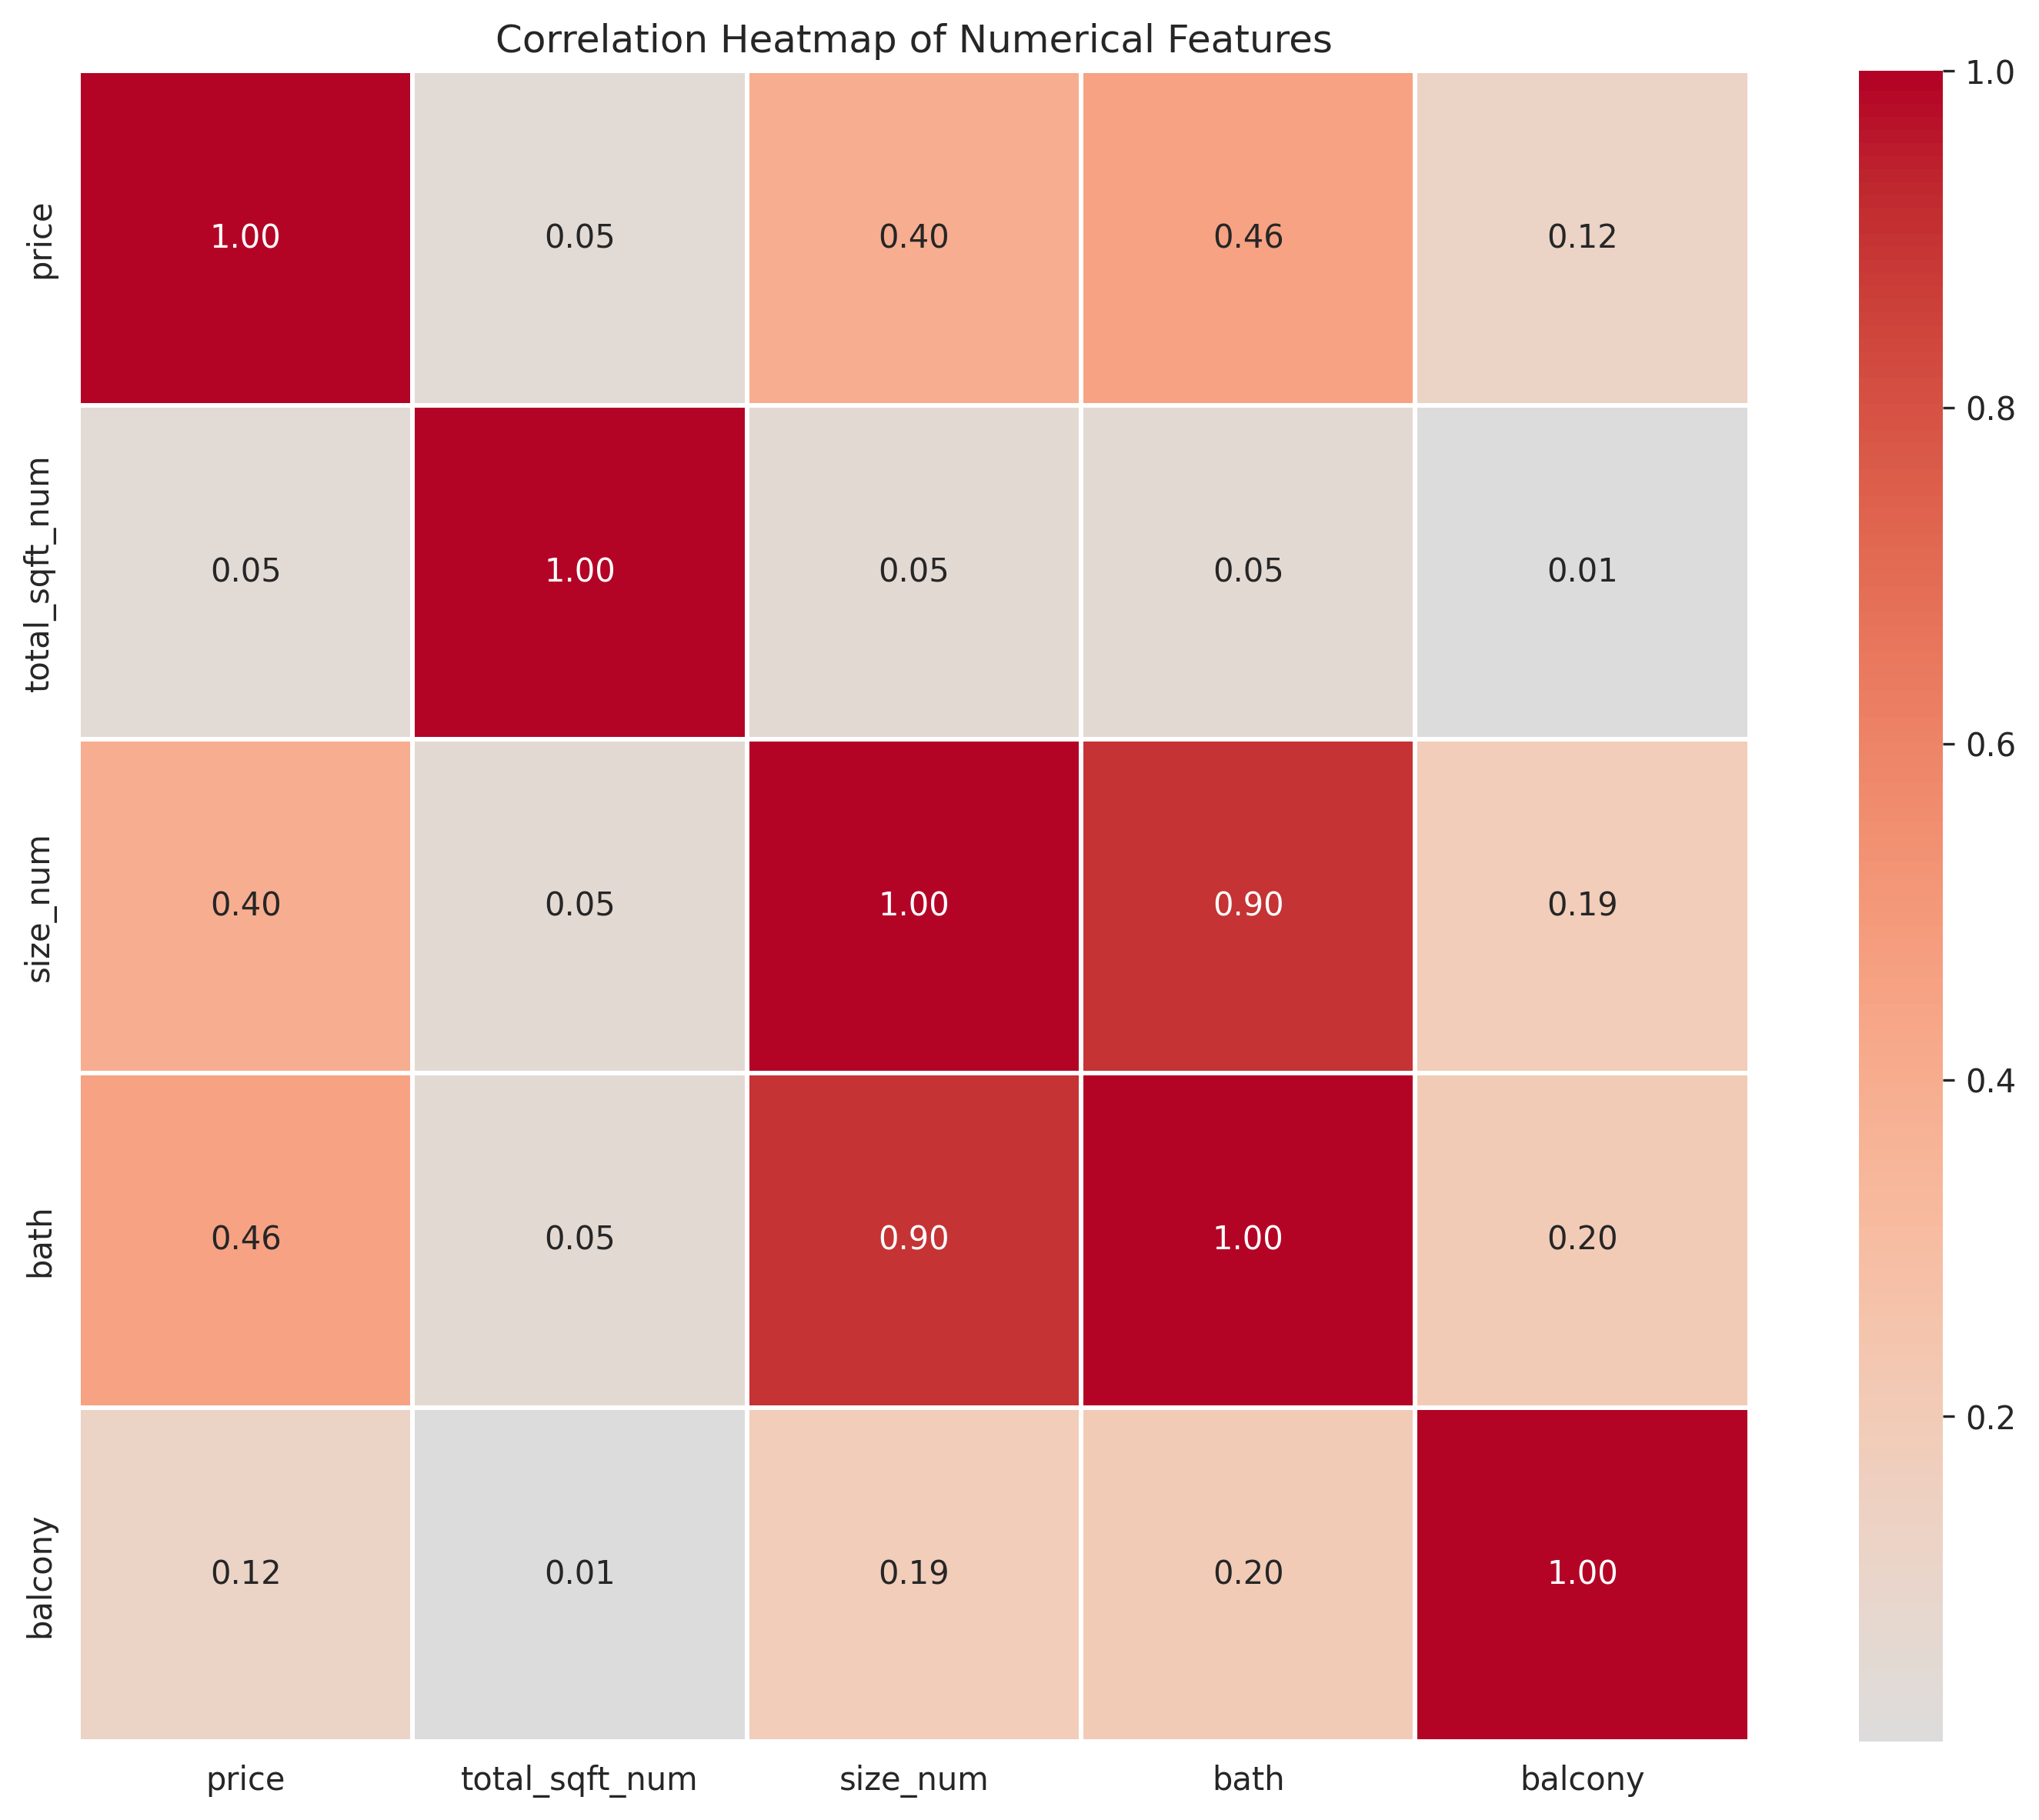 Correlation Heatmap of Numerical Features
price
1.00 0.05 0.40 0.46 0.12
total_sqft_num
0.05 1.00 0.05 0.05 0.01
size_num
0.40 0.05 1.00 0.90 0.19
bath
0.46 0.05 0.90 1.00 0.20
balcony
0.12 0.01 0.19 0.20 1.00
price total_sqft_num size_num bath balcony
1.0
0.8
0.6
0.4
0.2